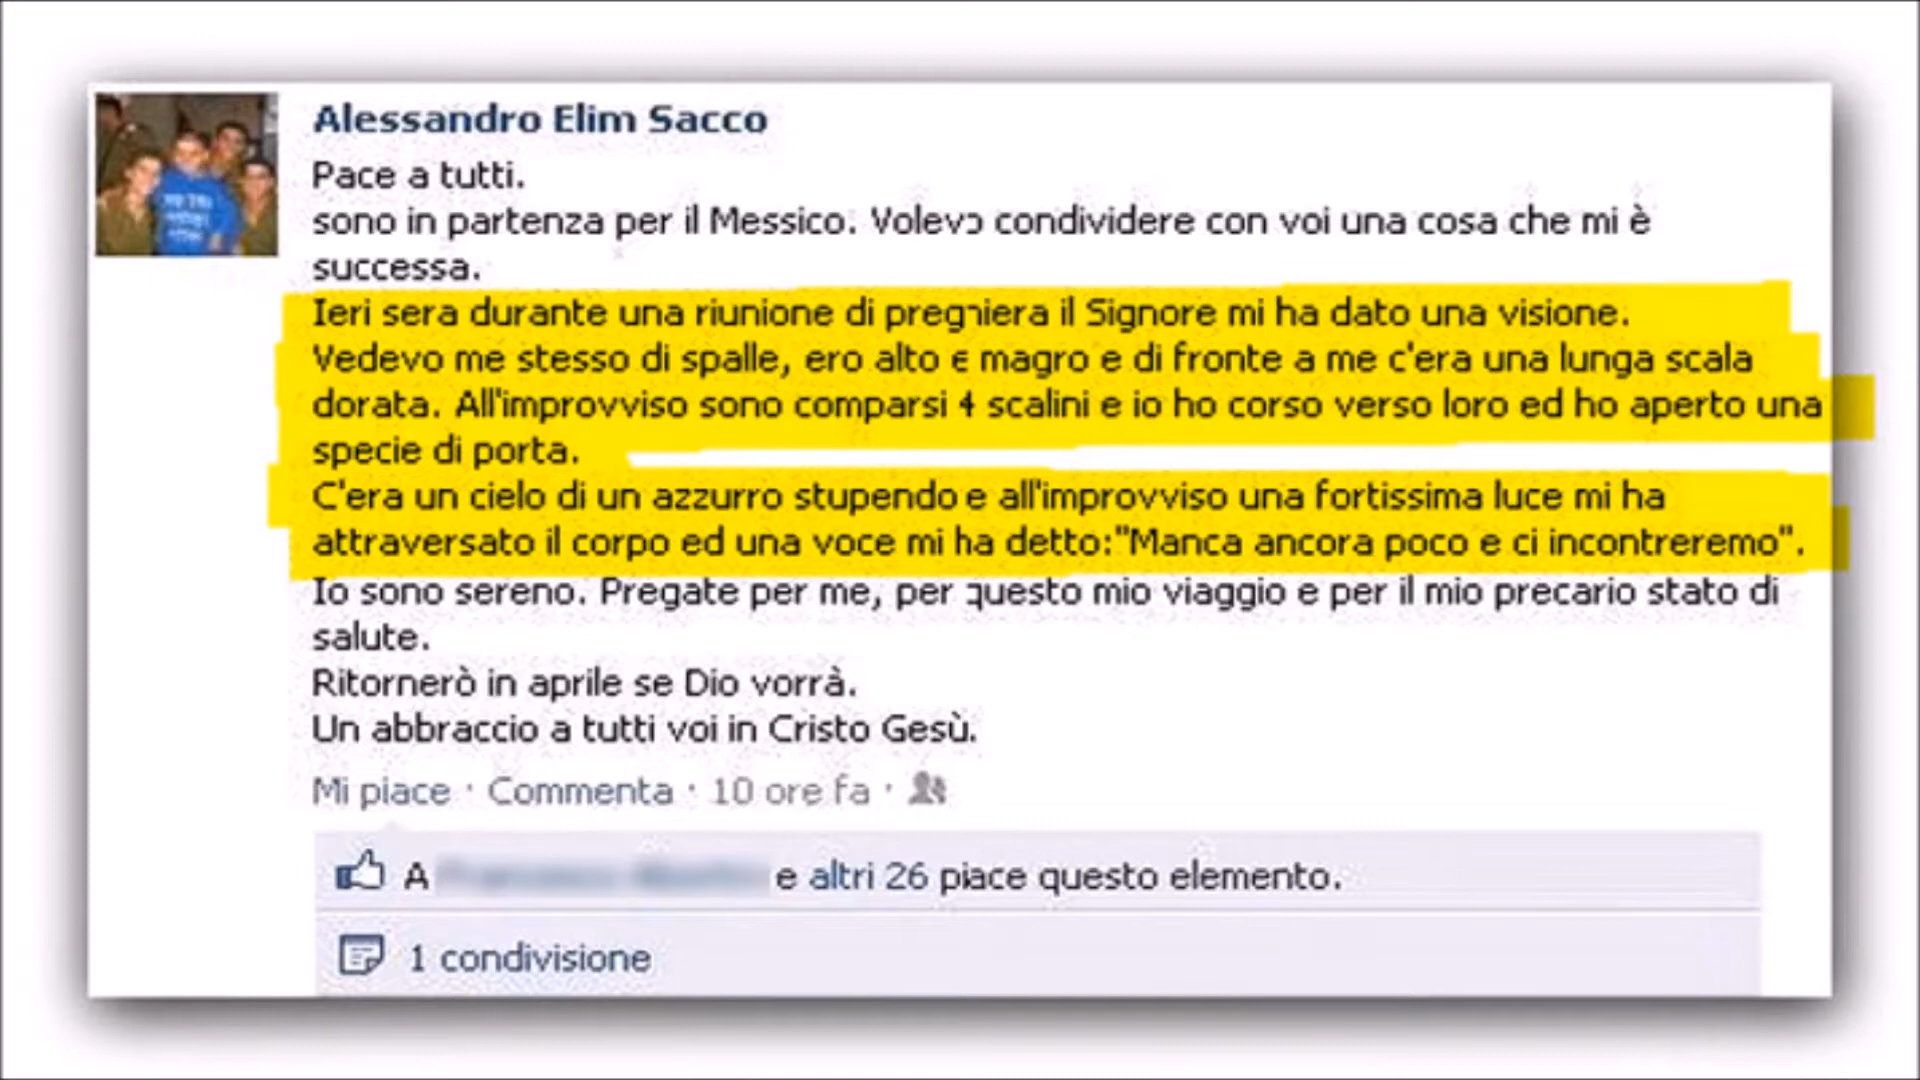 Alessandro Elim Sacco
Pace a tutti.
sono in partenza per il Messico. Volevo condividere con voi una cosa che mi è
successa.
Ieri sera durante una riunione di preghiera il Signore mi ha dato una visione.
Vedevo me stesso di spalle, ero alto e magro e di fronte a me c'era una lunga scala
dorata. All'improvviso sono comparsi 4 scalini e io ho corso verso loro ed ho aperto una
specie di porta.
C'era un cielo di un azzurro stupendo e all'improvviso una fortissima luce mi ha
attraversato il corpo ed una voce mi ha detto:"Manca ancora poco e ci incontreremo".
Io sono sereno. Pregate per me, per questo mio viaggio e per il mio precario stato di
salute.
Ritornerò in aprile se Dio vorrà.
Un abbraccio a tutti voi in Cristo Gesù.
Mi piace · Commenta · 10 ore fa ·
A e altri 26 piace questo elemento.
1 condivisione